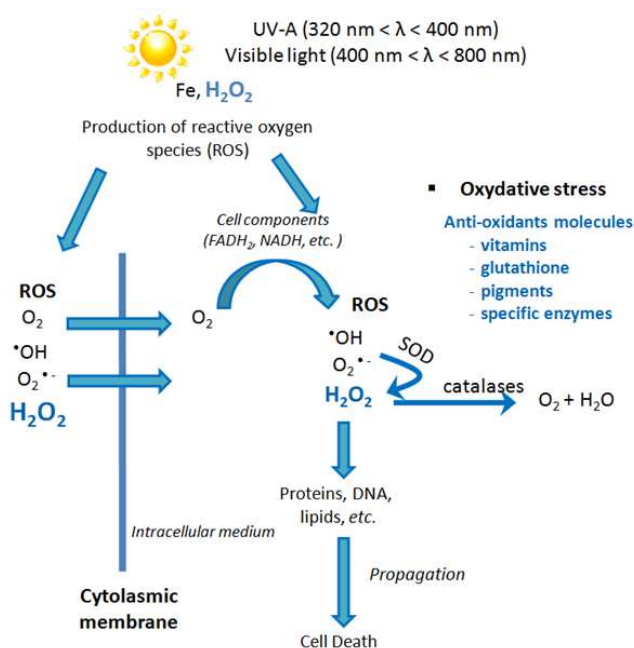 UV-A (320 nm < λ < 400 nm)
Visible light (400 nm < λ < 800 nm)
Fe, H₂O₂
Production of reactive oxygen
species (ROS)
▪ Oxydative stress
Anti-oxidants molecules
- vitamins
- glutathione
- pigments
- specific enzymes
Cell components
(FADH₂, NADH, etc. )
ROS
O₂
•OH
O₂•-
H₂O₂
O₂
ROS
•OH
O₂•-
H₂O₂
SOD
catalases
O₂ + H₂O
Proteins, DNA,
lipids, etc.
Intracellular medium
Propagation
Cytolasmic
membrane
Cell Death